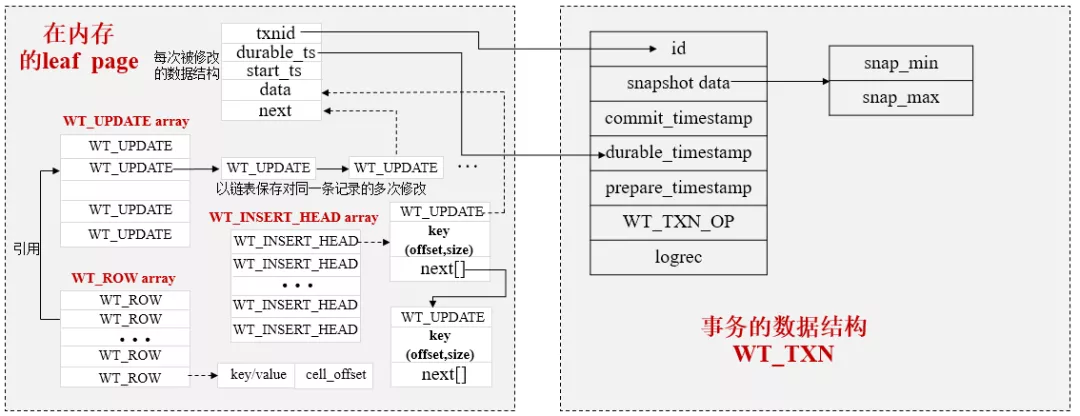 在内存
的leaf page
每次被修改
的数据结构
txnid
durable_ts
start_ts
data
next
WT_UPDATE array
WT_UPDATE
WT_UPDATE
WT_UPDATE
WT_UPDATE
WT_UPDATE
WT_UPDATE
...
以链表保存对同一条记录的多次修改
引用
WT_INSERT_HEAD array
WT_INSERT_HEAD
WT_INSERT_HEAD
...
WT_INSERT_HEAD
WT_INSERT_HEAD
WT_UPDATE
key
(offset,size)
next[]
WT_UPDATE
key
(offset,size)
next[]
WT_ROW array
WT_ROW
WT_ROW
...
WT_ROW
WT_ROW
key/value
cell_offset
id
snapshot data
commit_timestamp
durable_timestamp
prepare_timestamp
WT_TXN_OP
logrec
snap_min
snap_max
事务的数据结构
WT_TXN